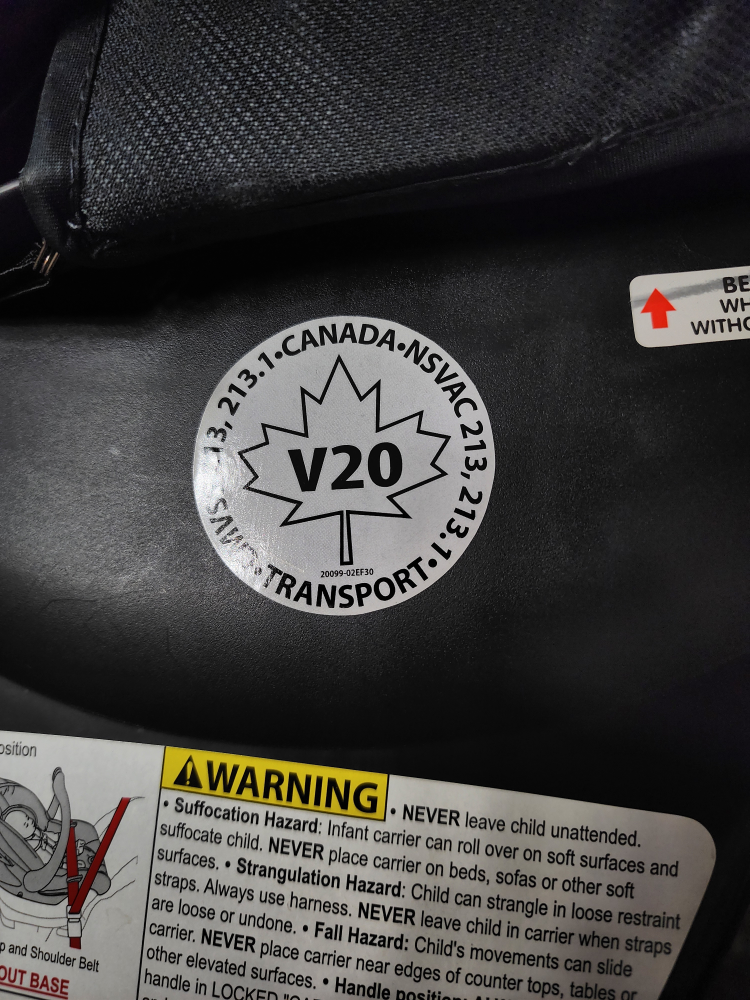 BE
WH
WITHO
CANADA•NSVAC 213, 213.1•TRANSPORT•CMVSS 213, 213.1•
V20
20099-02EF30
osition
p and Shoulder Belt
OUT BASE
WARNING • NEVER leave child unattended.
• Suffocation Hazard: Infant carrier can roll over on soft surfaces and
suffocate child. NEVER place carrier on beds, sofas or other soft
surfaces. • Strangulation Hazard: Child can strangle in loose restraint
straps. Always use harness. NEVER leave child in carrier when straps
are loose or undone. • Fall Hazard: Child's movements can slide
carrier. NEVER place carrier near edges of counter tops, tables or
other elevated surfaces. • Handle position:
handle in LOCKED